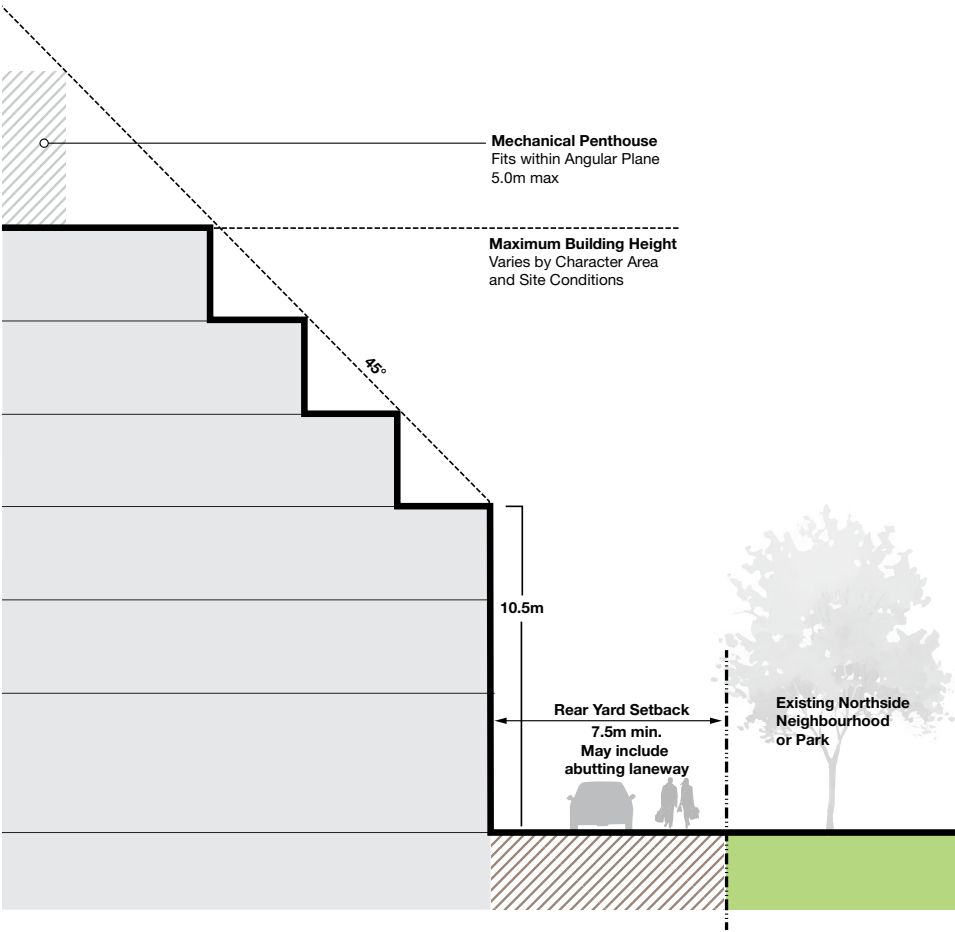 Mechanical Penthouse
Fits within Angular Plane
5.0m max
Maximum Building Height
Varies by Character Area
and Site Conditions
45°
10.5m
Rear Yard Setback
7.5m min.
May include
abutting laneway
Existing Northside
Neighbourhood
or Park